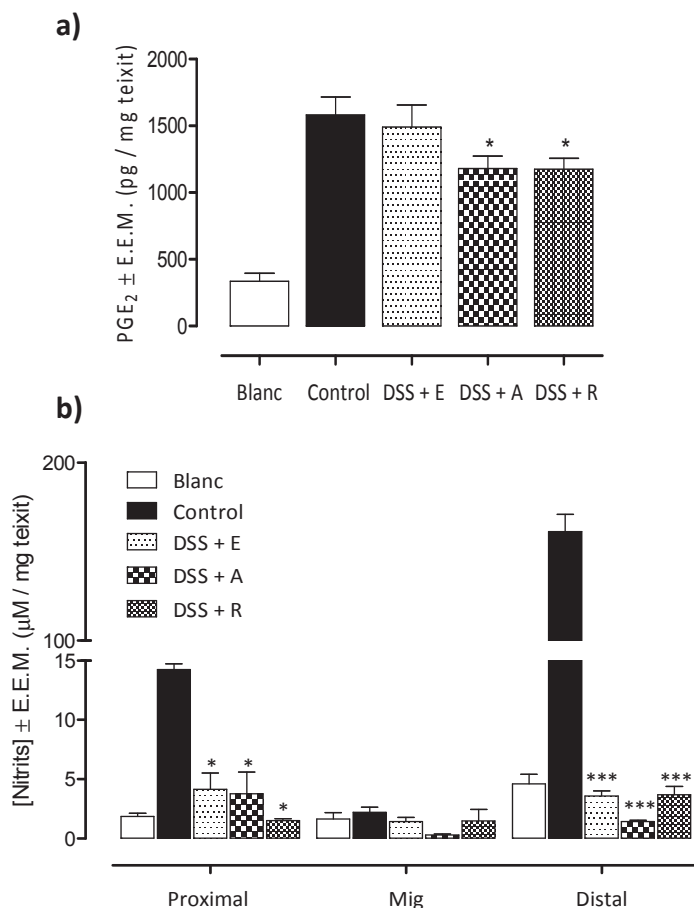 a)
PGE₂ ± E.E.M. (pg / mg teixit)
2000
1500
1000
500
0
* *
Blanc Control DSS + E DSS + A DSS + R
b)
[Nitrits] ± E.E.M. (μM / mg teixit)
200
100
15
10
5
0
Blanc
Control
DSS + E
DSS + A
DSS + R
* * *
*** *** ***
Proximal Mig Distal